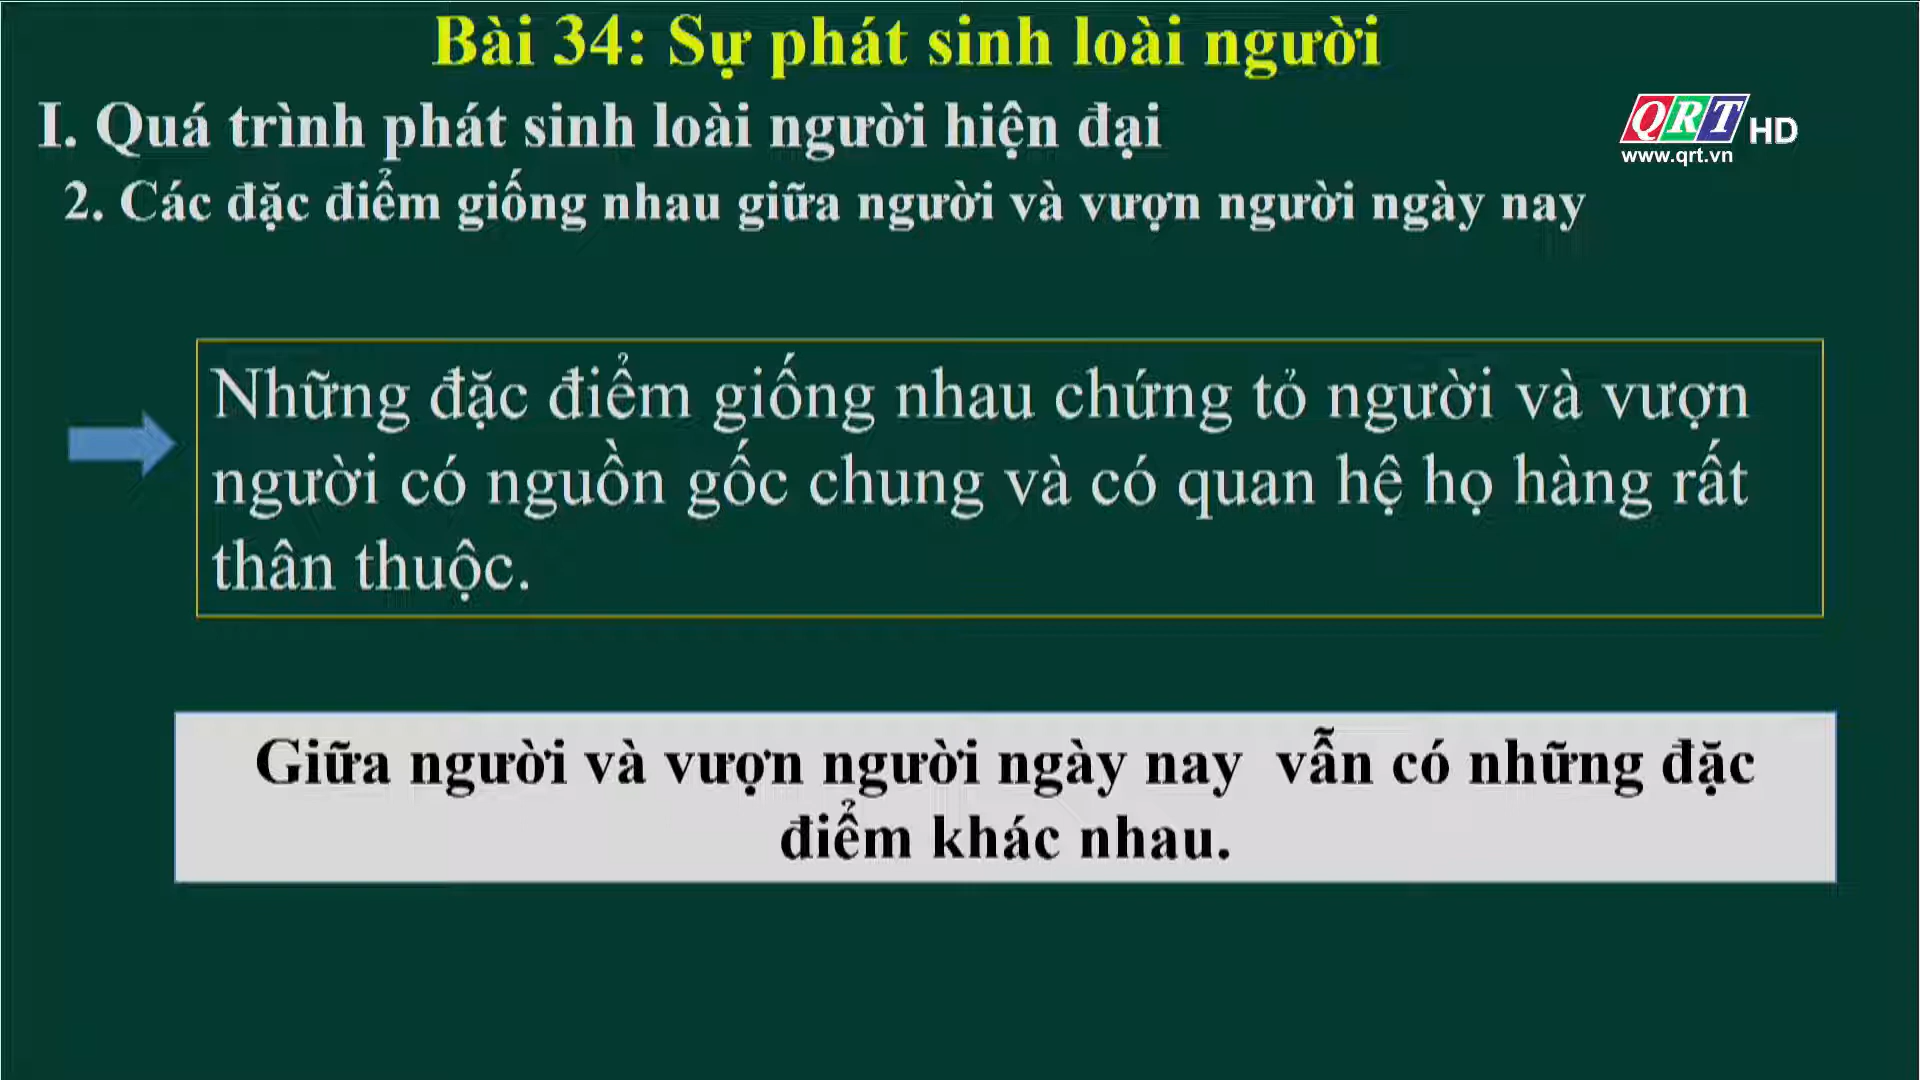 Bài 34: Sự phát sinh loài người
I. Quá trình phát sinh loài người hiện đại
QRT HD
www.qrt.vn
2. Các đặc điểm giống nhau giữa người và vượn người ngày nay
Những đặc điểm giống nhau chứng tỏ người và vượn
người có nguồn gốc chung và có quan hệ họ hàng rất
thân thuộc.
Giữa người và vượn người ngày nay vẫn có những đặc
điểm khác nhau.